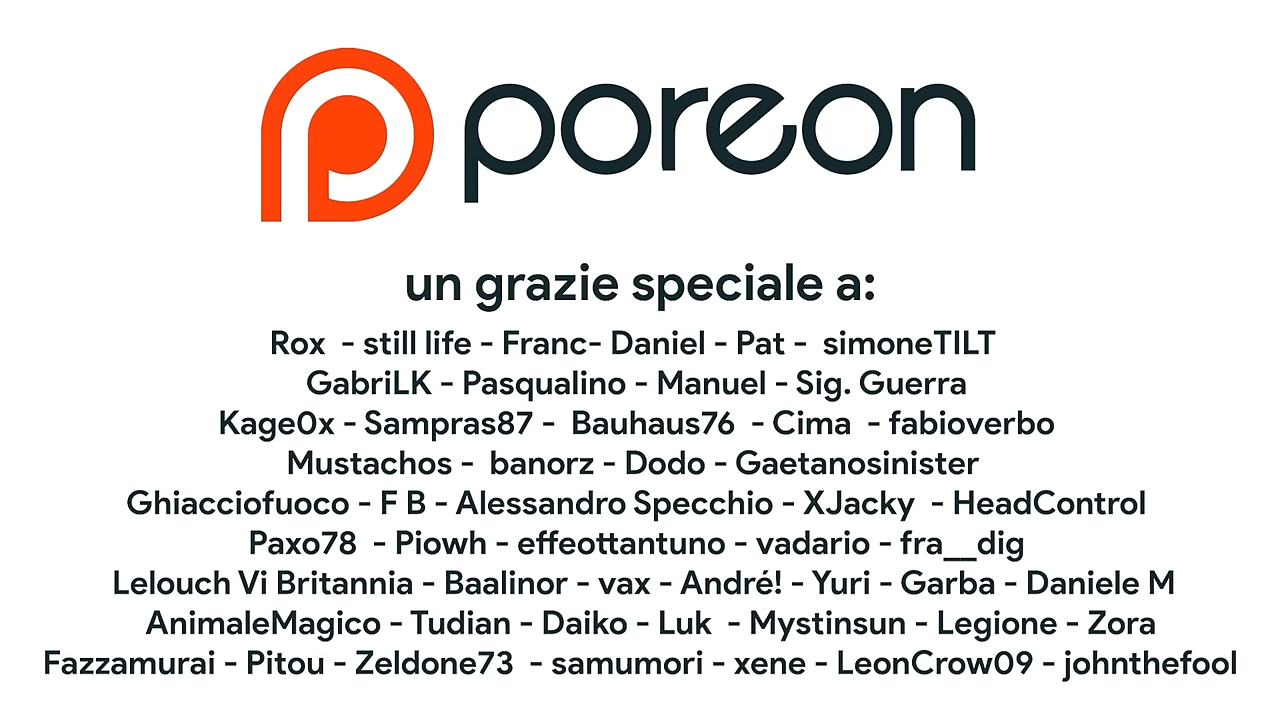 poreon
un grazie speciale a:
Rox - still life - Franc- Daniel - Pat - simoneTILT
GabriLK - Pasqualino - Manuel - Sig. Guerra
Kage0x - Sampras87 - Bauhaus76 - Cima - fabioverbo
Mustachos - banorz - Dodo - Gaetanosinister
Ghiacciofuoco - F B - Alessandro Specchio - XJacky - HeadControl
Paxo78 - Piowh - effeottantuno - vadario - fra__dig
Lelouch Vi Britannia - Baalinor - vax - André! - Yuri - Garba - Daniele M
AnimaleMagico - Tudian - Daiko - Luk - Mystinsun - Legione - Zora
Fazzamurai - Pitou - Zeldone73 - samumori - xene - LeonCrow09 - johnthefool